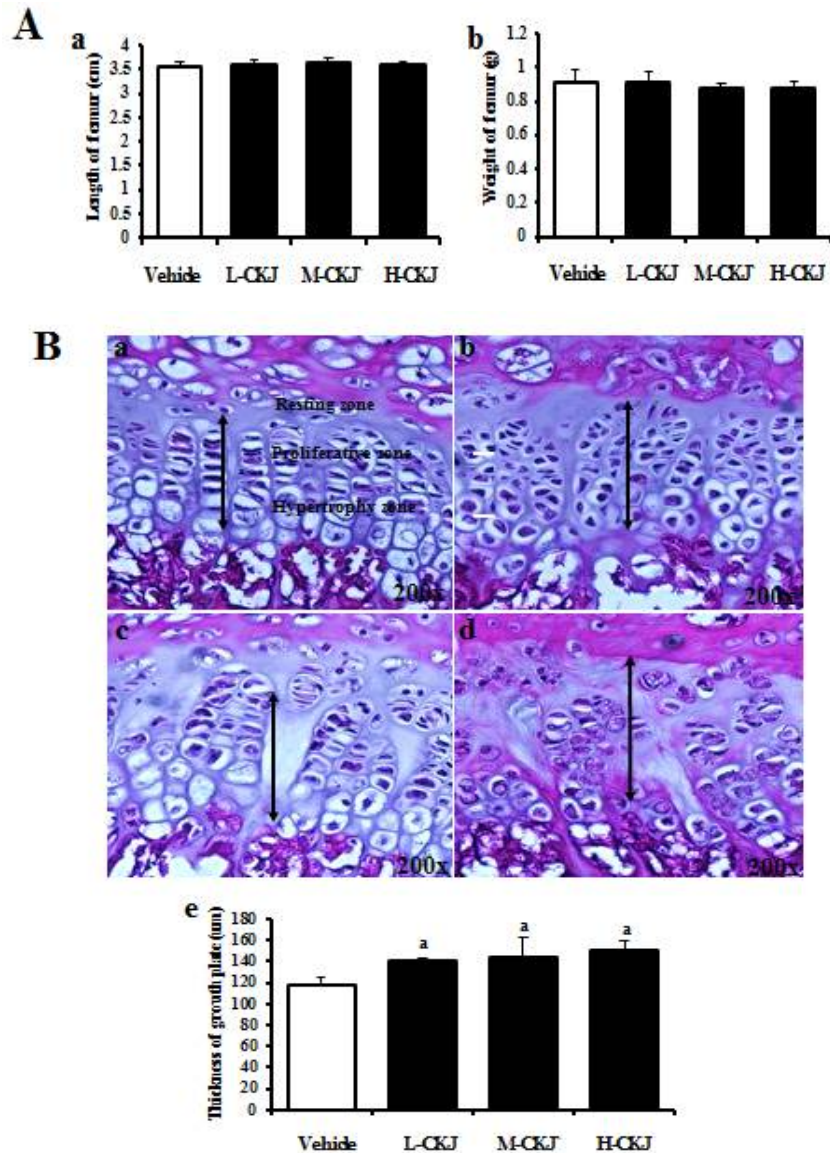 A
a
Length of femur (cm)
4
3.5
3
2.5
2
1.5
1
0.5
0
Vehicle L-CKJ M-CKJ H-CKJ
b
Weight of femur (g)
1.2
1
0.8
0.6
0.4
0.2
0
Vehicle L-CKJ M-CKJ H-CKJ
B
a
Resting zone
Proliferative zone
Hypertrophy zone
200x
b
200x
c
200x
d
200x
e
Thickness of growth plate (um)
180
160
140
120
100
80
60
40
20
0
a a a
Vehicle L-CKJ M-CKJ H-CKJ